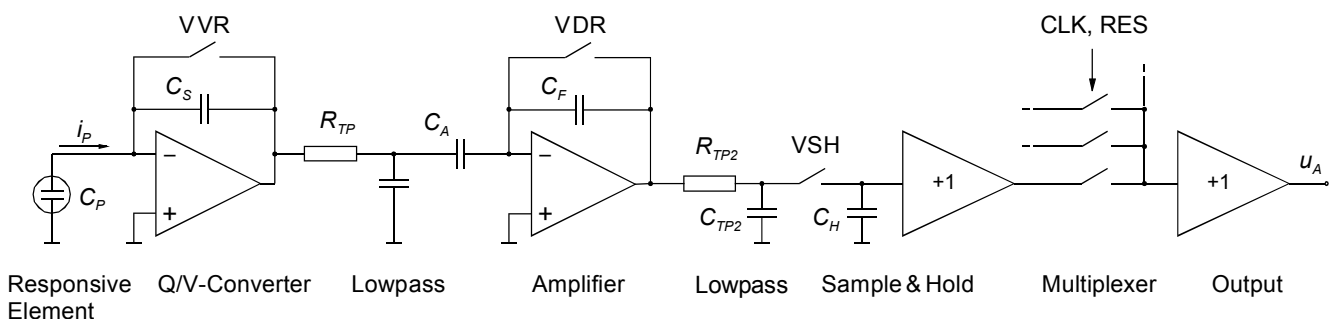 VVR
VDR
CLK, RES
C_S
C_F
i_P
R_TP
C_A
R_TP2
VSH
u_A
C_P
−
+
−
+
C_TP2
C_H
+1
+1
Responsive Element
Q/V-Converter
Lowpass
Amplifier
Lowpass
Sample & Hold
Multiplexer
Output